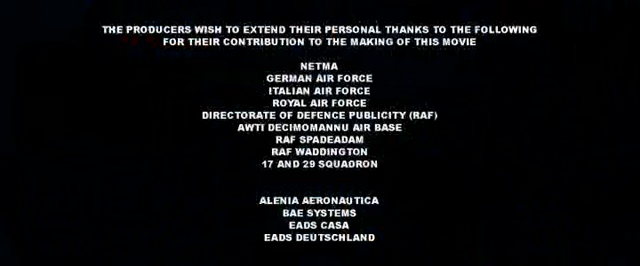 THE PRODUCERS WISH TO EXTEND THEIR PERSONAL THANKS TO THE FOLLOWING
FOR THEIR CONTRIBUTION TO THE MAKING OF THIS MOVIE
NETMA
GERMAN AIR FORCE
ITALIAN AIR FORCE
ROYAL AIR FORCE
DIRECTORATE OF DEFENCE PUBLICITY (RAF)
AWTI DECIMOMANNU AIR BASE
RAF SPADEADAM
RAF WADDINGTON
17 AND 29 SQUADRON
ALENIA AERONAUTICA
BAE SYSTEMS
EADS CASA
EADS DEUTSCHLAND